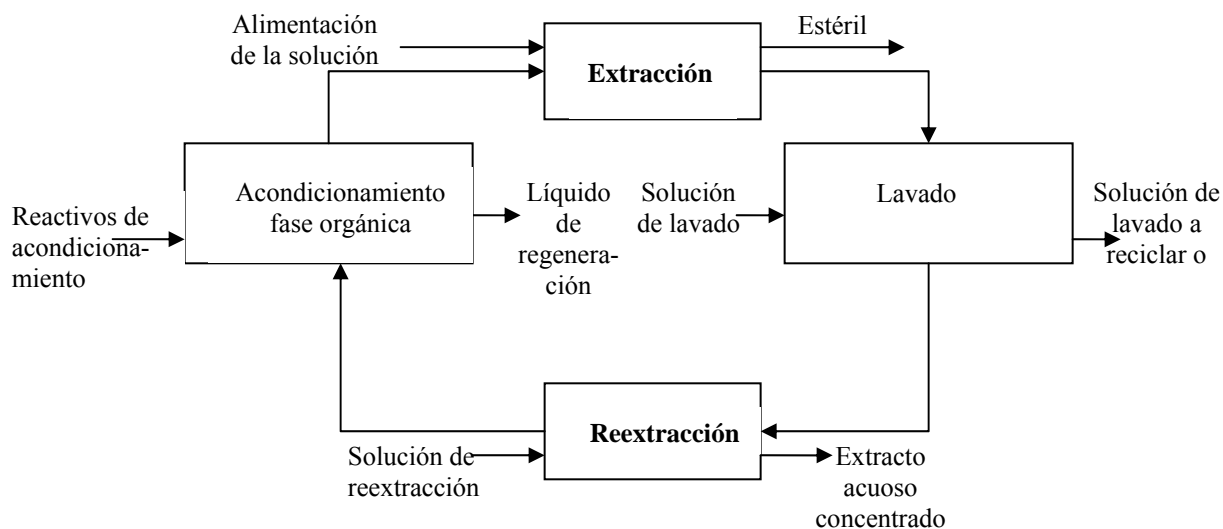 Alimentación
de la solución
Estéril
Extracción
Acondicionamiento
fase orgánica
Reactivos de
acondiciona-
miento
Líquido
de
regenera-
ción
Solución
de lavado
Lavado
Solución de
lavado a
reciclar o
Reextracción
Solución de
reextracción
Extracto
acuoso
concentrado